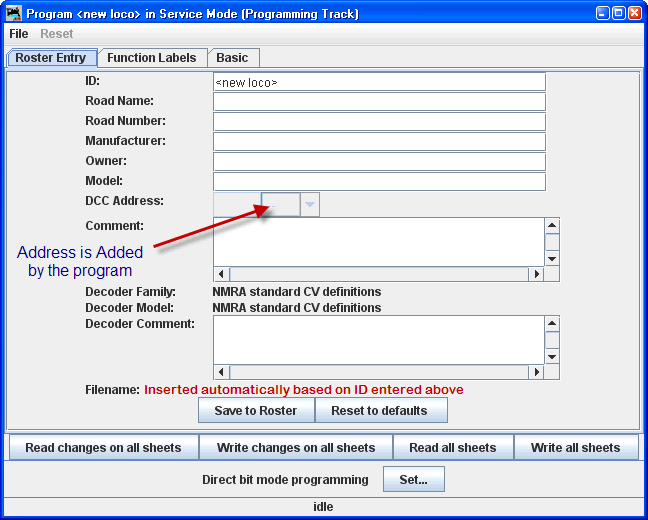 Program <new loco> in Service Mode (Programming Track)
File Reset
Roster Entry Function Labels Basic
ID: <new loco>
Road Name:
Road Number:
Manufacturer:
Owner:
Model:
DCC Address:
Comment:
Address is Added
by the program
Decoder Family: NMRA standard CV definitions
Decoder Model: NMRA standard CV definitions
Decoder Comment:
Filename: Inserted automatically based on ID entered above
Save to Roster Reset to defaults
Read changes on all sheets Write changes on all sheets Read all sheets Write all sheets
Direct bit mode programming Set...
idle